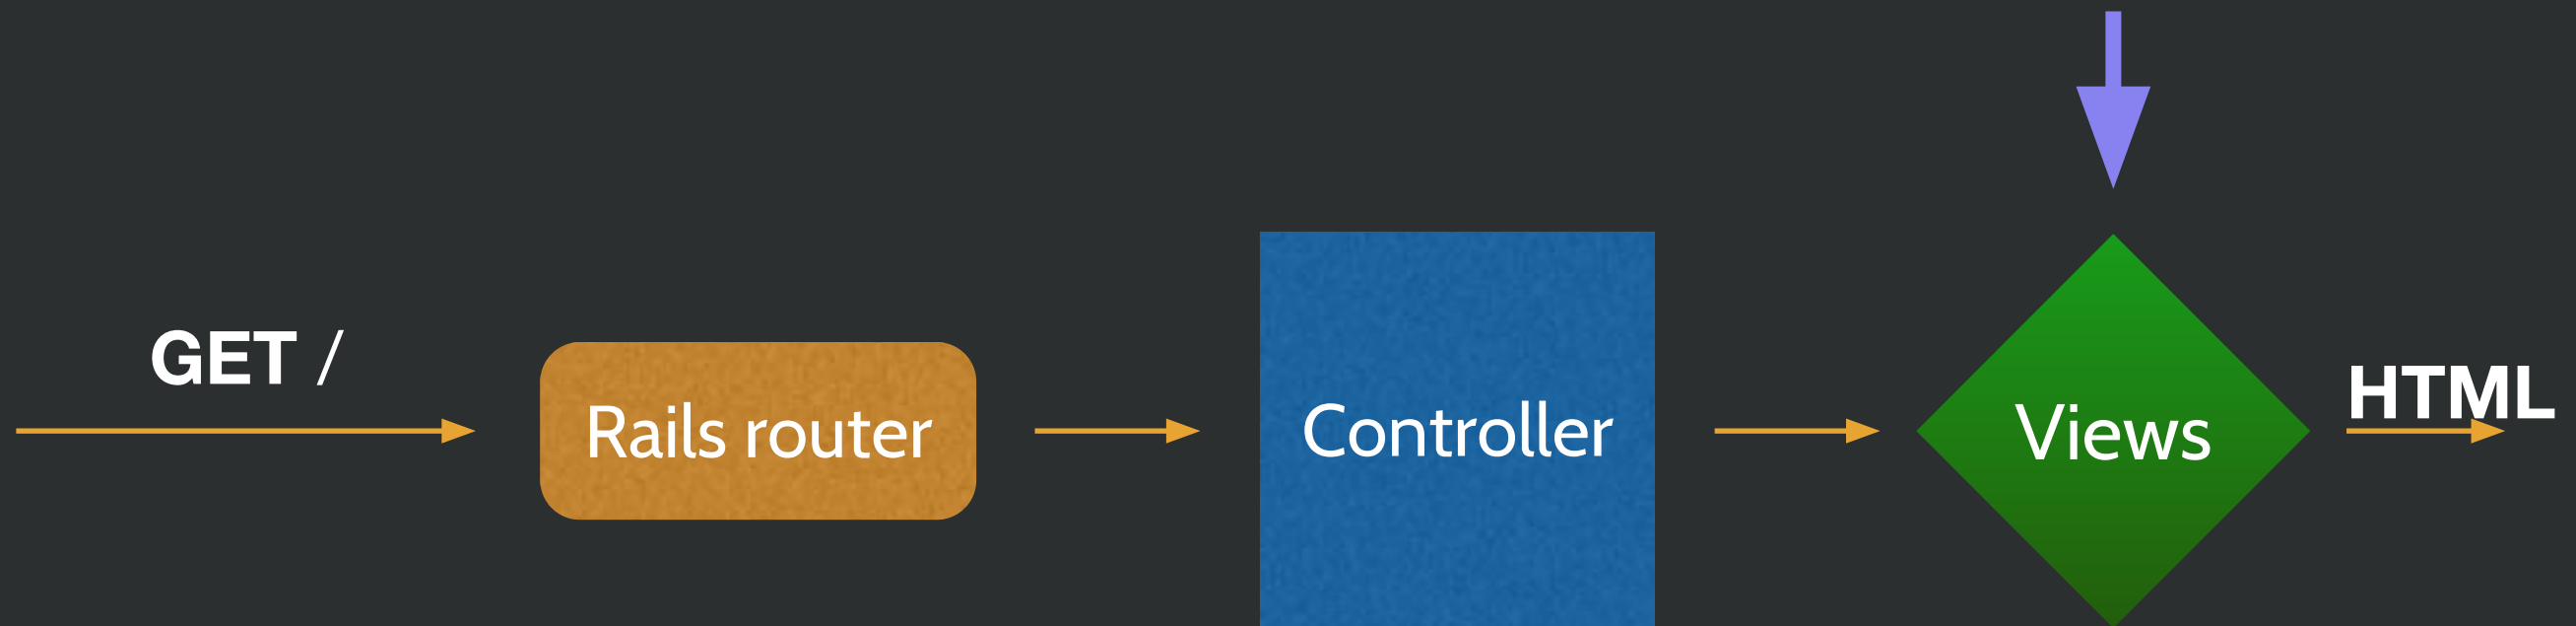 GET /
Rails router
Controller
Views
HTML